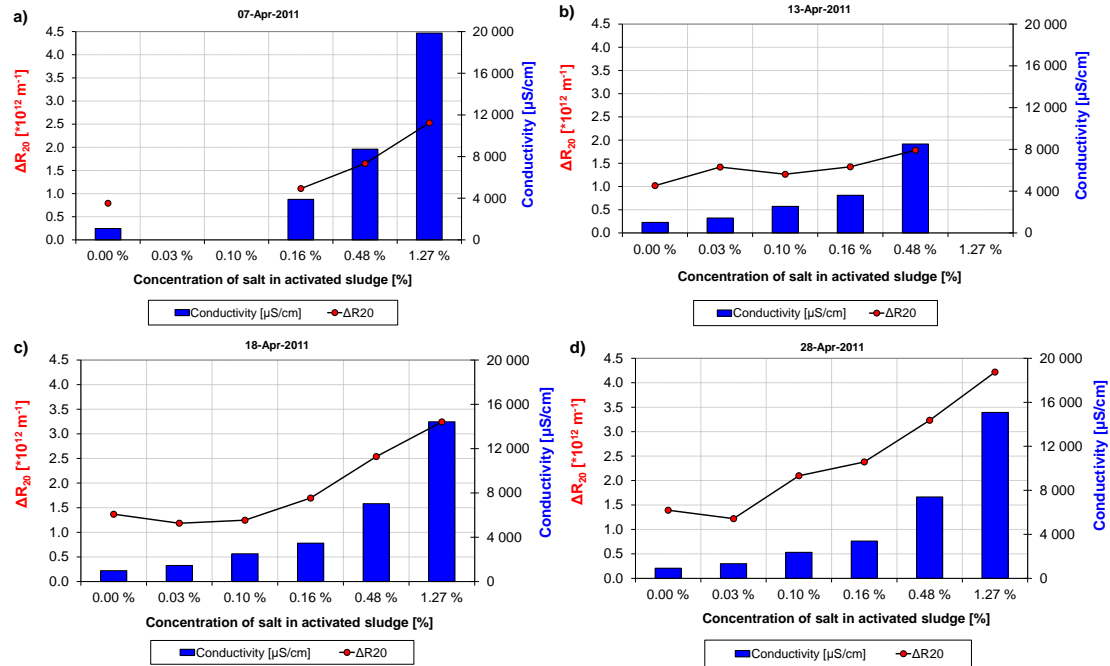 a)
07-Apr-2011
4.5
4.0
3.5
3.0
2.5
2.0
1.5
1.0
0.5
0.0
ΔR20 [*10^12 m^-1]
20 000
16 000
12 000
8 000
4 000
0
Conductivity [µS/cm]
0.00 % 0.03 % 0.10 % 0.16 % 0.48 % 1.27 %
Concentration of salt in activated sludge [%]
Conductivity [µS/cm] ΔR20
b)
13-Apr-2011
4.5
4.0
3.5
3.0
2.5
2.0
1.5
1.0
0.5
0.0
ΔR20 [*10^12 m^-1]
20 000
16 000
12 000
8 000
4 000
0
Conductivity [µS/cm]
0.00 % 0.03 % 0.10 % 0.16 % 0.48 % 1.27 %
Concentration of salt in activated sludge [%]
Conductivity [µS/cm] ΔR20
c)
18-Apr-2011
4.5
4.0
3.5
3.0
2.5
2.0
1.5
1.0
0.5
0.0
ΔR20 [*10^12 m^-1]
20 000
16 000
12 000
8 000
4 000
0
Conductivity [µS/cm]
0.00 % 0.03 % 0.10 % 0.16 % 0.48 % 1.27 %
Concentration of salt in activated sludge [%]
Conductivity [µS/cm] ΔR20
d)
28-Apr-2011
4.5
4.0
3.5
3.0
2.5
2.0
1.5
1.0
0.5
0.0
ΔR20 [*10^12 m^-1]
20 000
16 000
12 000
8 000
4 000
0
Conductivity [µS/cm]
0.00 % 0.03 % 0.10 % 0.16 % 0.48 % 1.27 %
Concentration of salt in activated sludge [%]
Conductivity [µS/cm] ΔR20